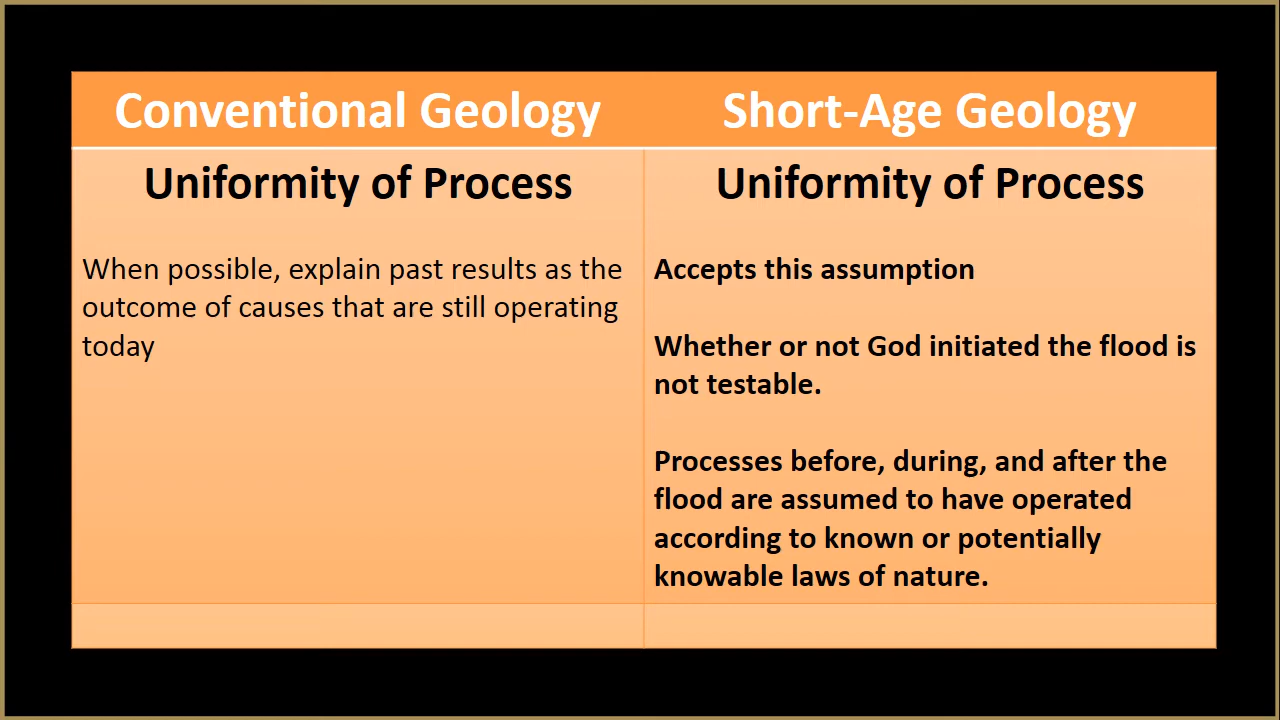 Conventional Geology
Short-Age Geology
Uniformity of Process
When possible, explain past results as the
outcome of causes that are still operating
today
Uniformity of Process
Accepts this assumption
Whether or not God initiated the flood is
not testable.
Processes before, during, and after the
flood are assumed to have operated
according to known or potentially
knowable laws of nature.